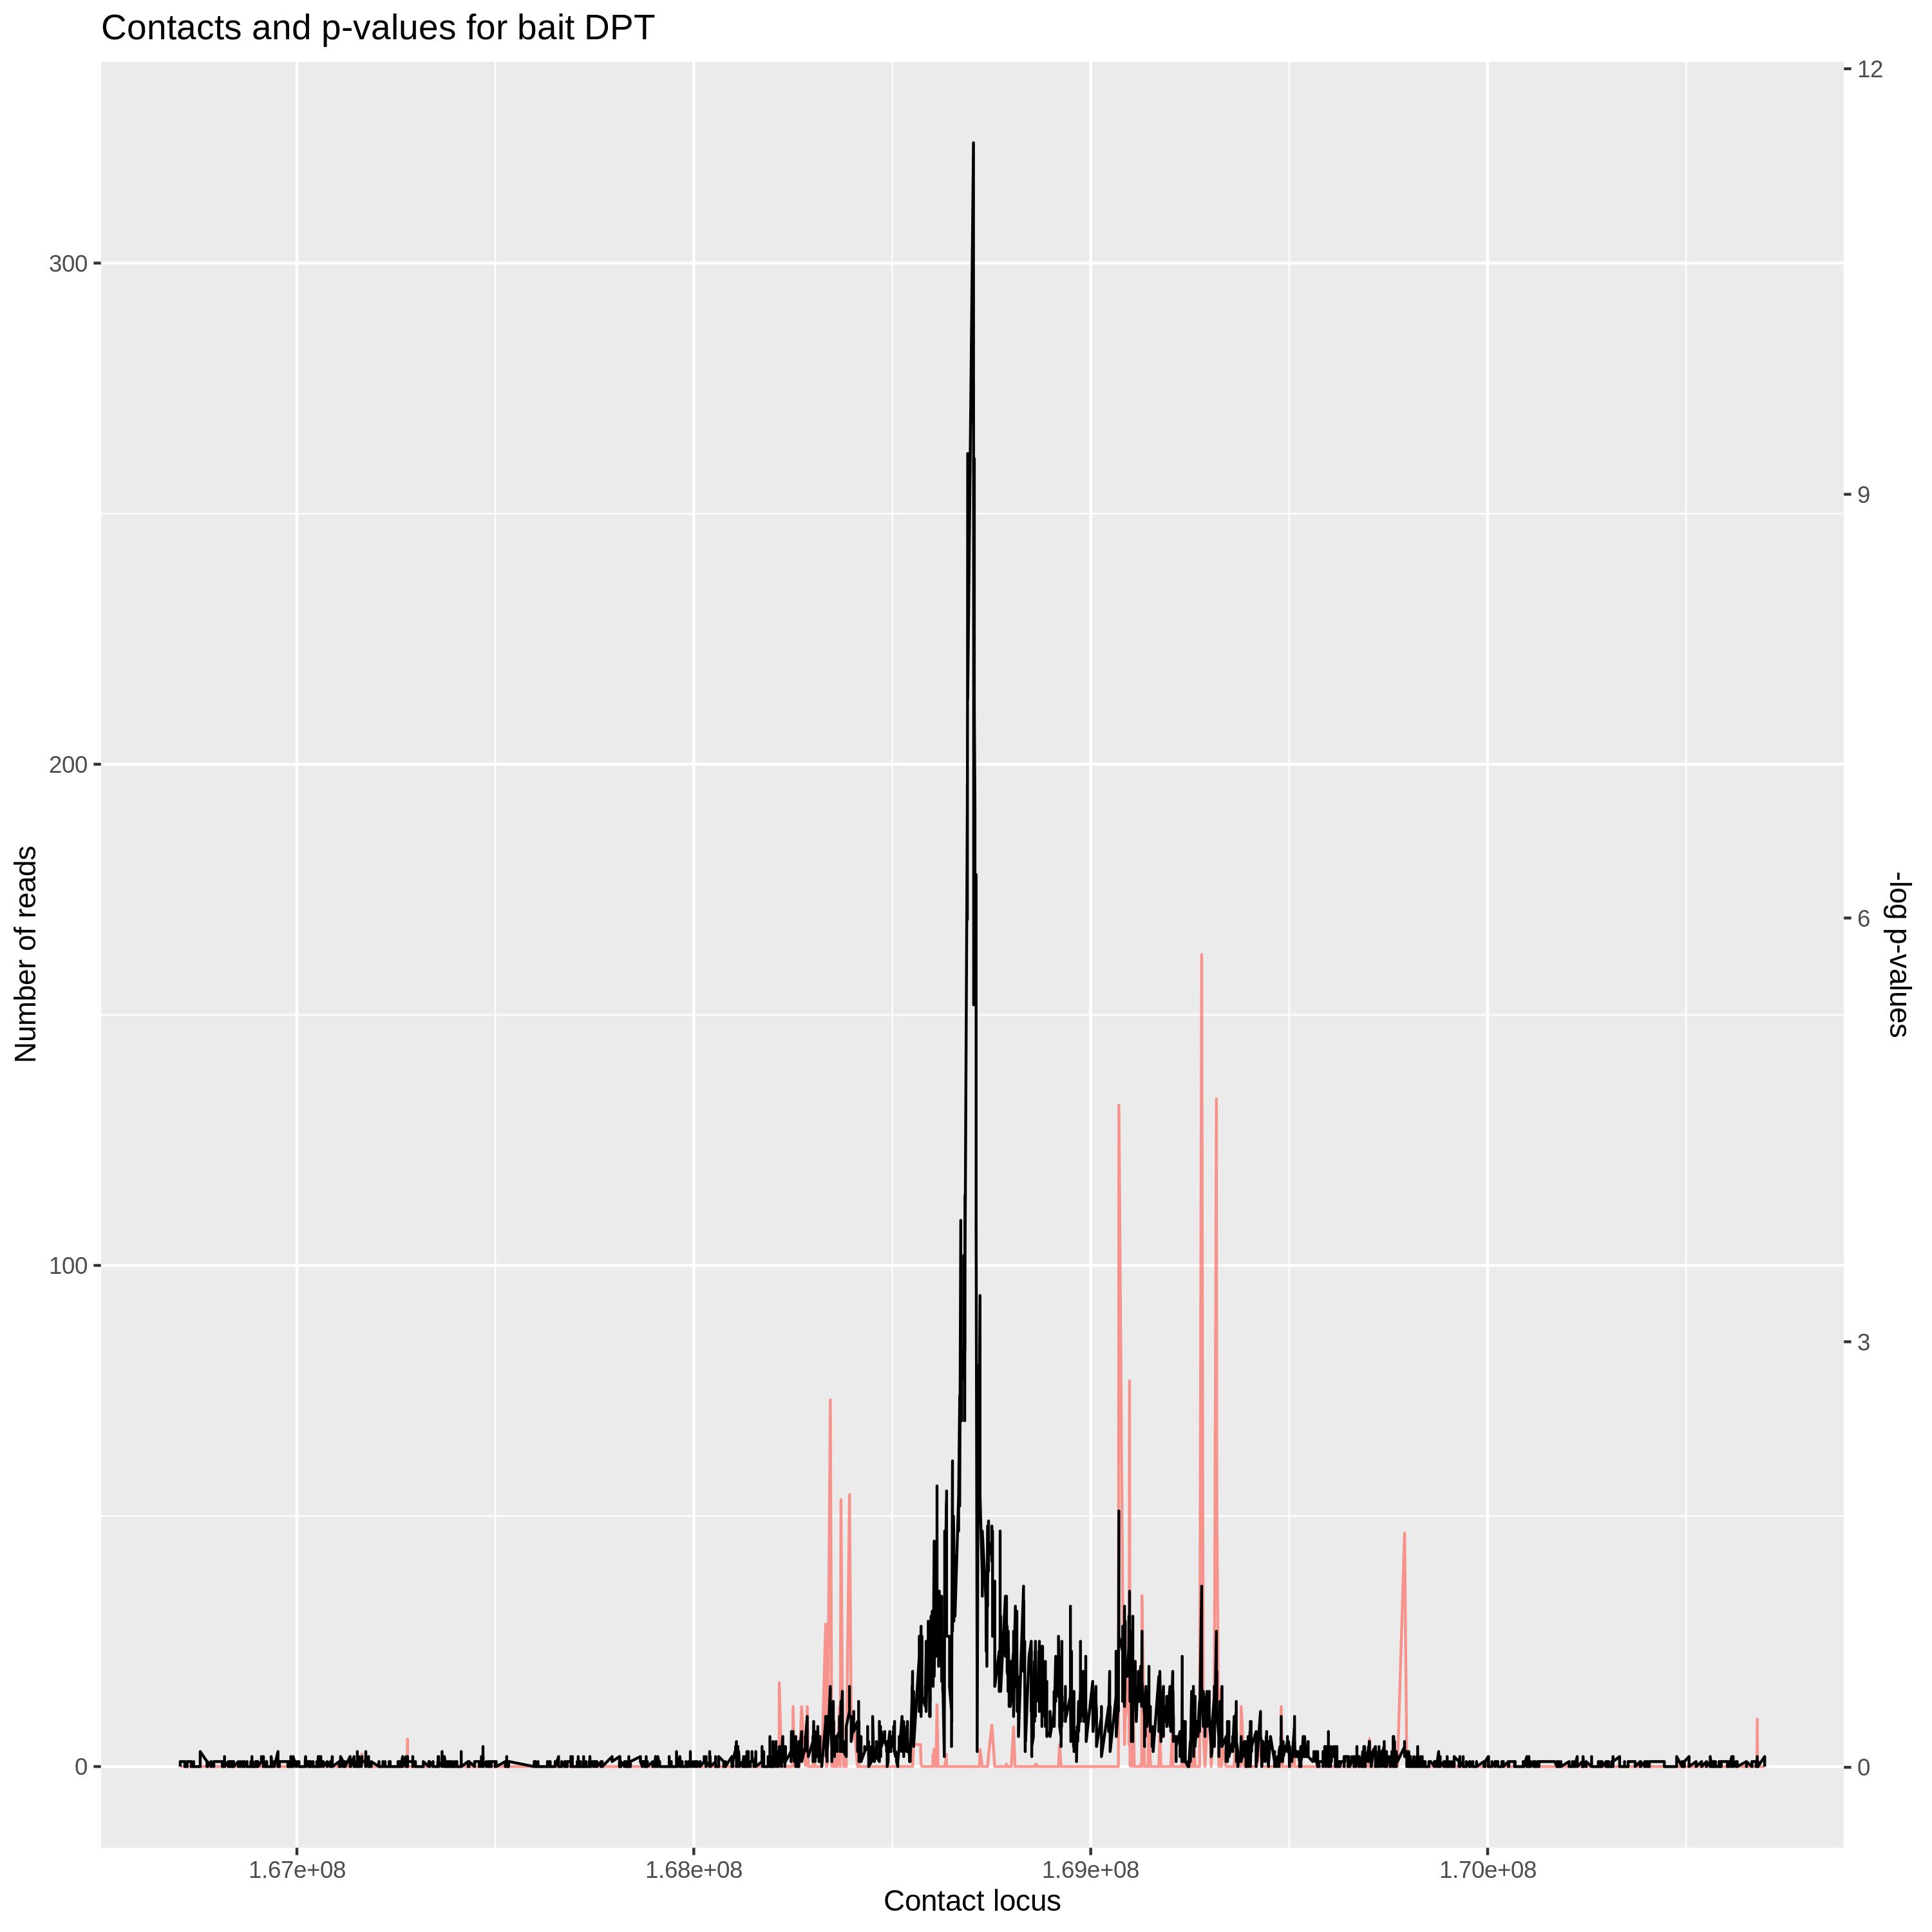 Contacts and p-values for bait DPT
12
300
9
200
6
Number of reads
-log p-values
100
3
0
0
1.67e+08
1.68e+08
1.69e+08
1.70e+08
Contact locus